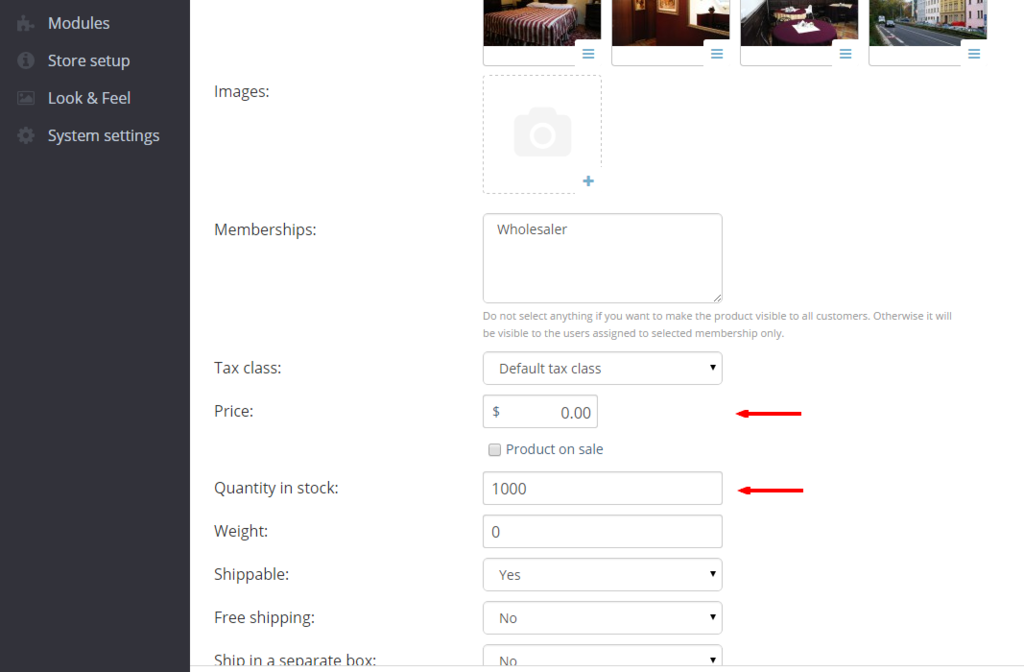 Modules
Store setup
Look & Feel
System settings
Images:
Memberships:
Wholesaler
Do not select anything if you want to make the product visible to all customers. Otherwise it will
be visible to the users assigned to selected membership only.
Tax class:
Default tax class
Price:
$ 0.00
Product on sale
Quantity in stock:
1000
Weight:
0
Shippable:
Yes
Free shipping:
No
Ship in a separate box:
No